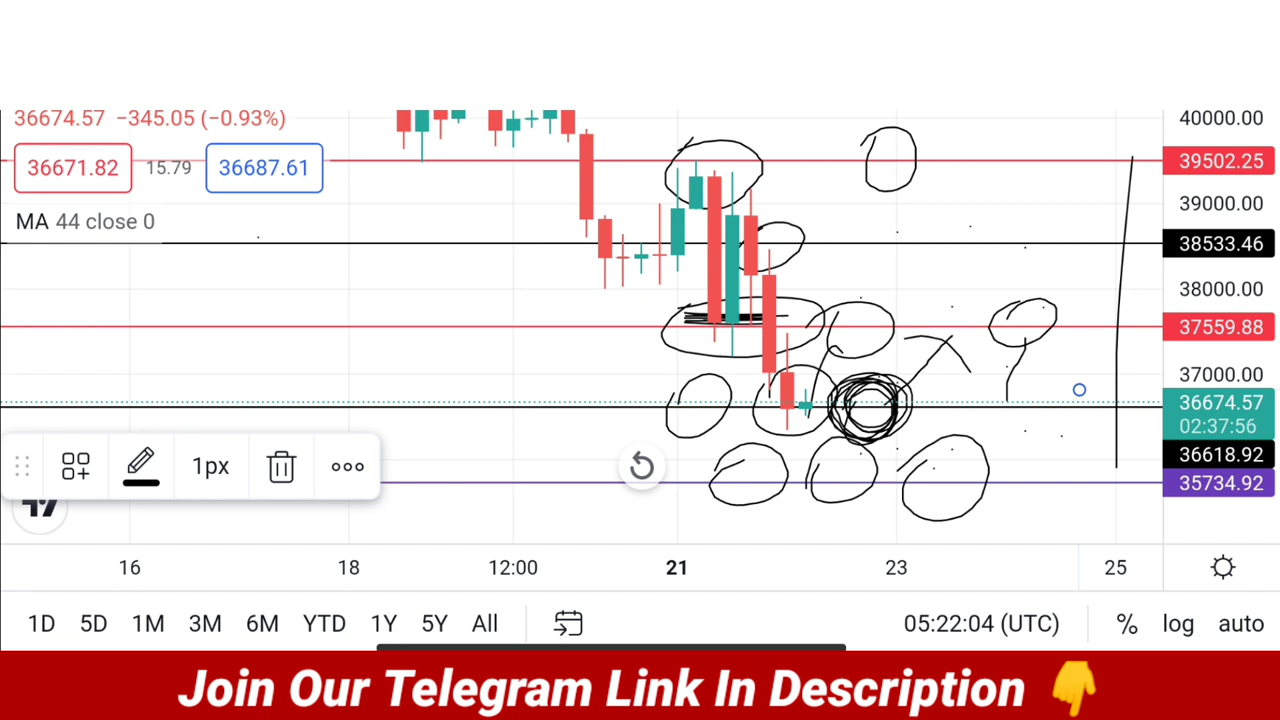 36674.57 −345.05 (−0.93%)
36671.82 15.79 36687.61
MA 44 close 0
40000.00
39502.25
39000.00
38533.46
38000.00
37559.88
37000.00
36674.57
02:37:56
36618.92
35734.92
1px
16 18 12:00 21 23 25
1D 5D 1M 3M 6M YTD 1Y 5Y All 05:22:04 (UTC) % log auto
Join Our Telegram Link In Description